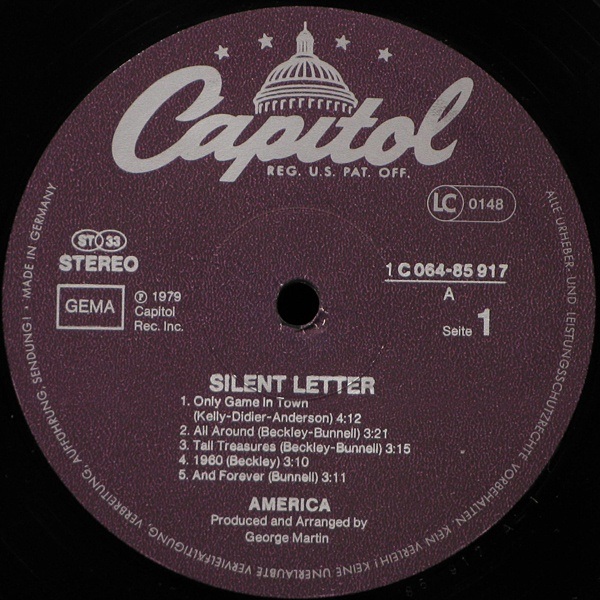 Capitol
REG. U.S. PAT. OFF.
LC 0148
ST 33
STEREO
GEMA
℗ 1979
Capitol
Rec. Inc.
1 C 064-85 917
A
Seite 1
SILENT LETTER
1. Only Game In Town
(Kelly-Didier-Anderson) 4:12
2. All Around (Beckley-Bunnell) 3:21
3. Tall Treasures (Beckley-Bunnell) 3:15
4. 1960 (Beckley) 3:10
5. And Forever (Bunnell) 3:11
AMERICA
Produced and Arranged by
George Martin
ALLE URHEBER- UND LEISTUNGSSCHUTZRECHTE VORBEHALTEN. KEIN VERLEIH! KEINE UNERLAUBTE VERVIELFÄLTIGUNG, VERBREITUNG, AUFFÜHRUNG, SENDUNG! · MADE IN GERMANY